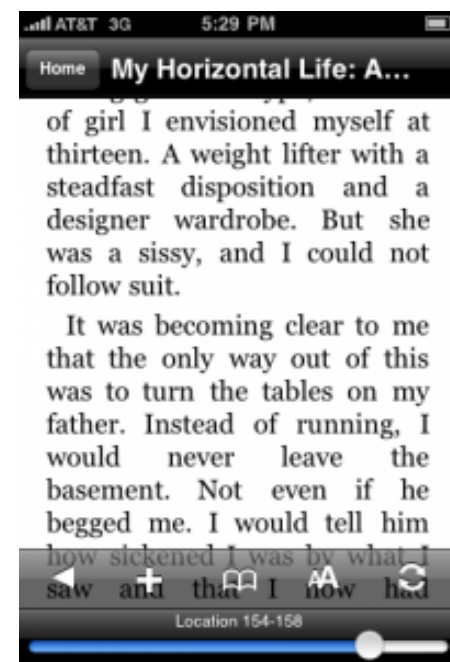 AT&T 3G 5:29 PM
Home My Horizontal Life: A...
of girl I envisioned myself at
thirteen. A weight lifter with a
steadfast disposition and a
designer wardrobe. But she
was a sissy, and I could not
follow suit.
It was becoming clear to me
that the only way out of this
was to turn the tables on my
father. Instead of running, I
would never leave the
basement. Not even if he
begged me. I would tell him
how sickened I was by what I
saw and that I now had
AA
Location 154-158